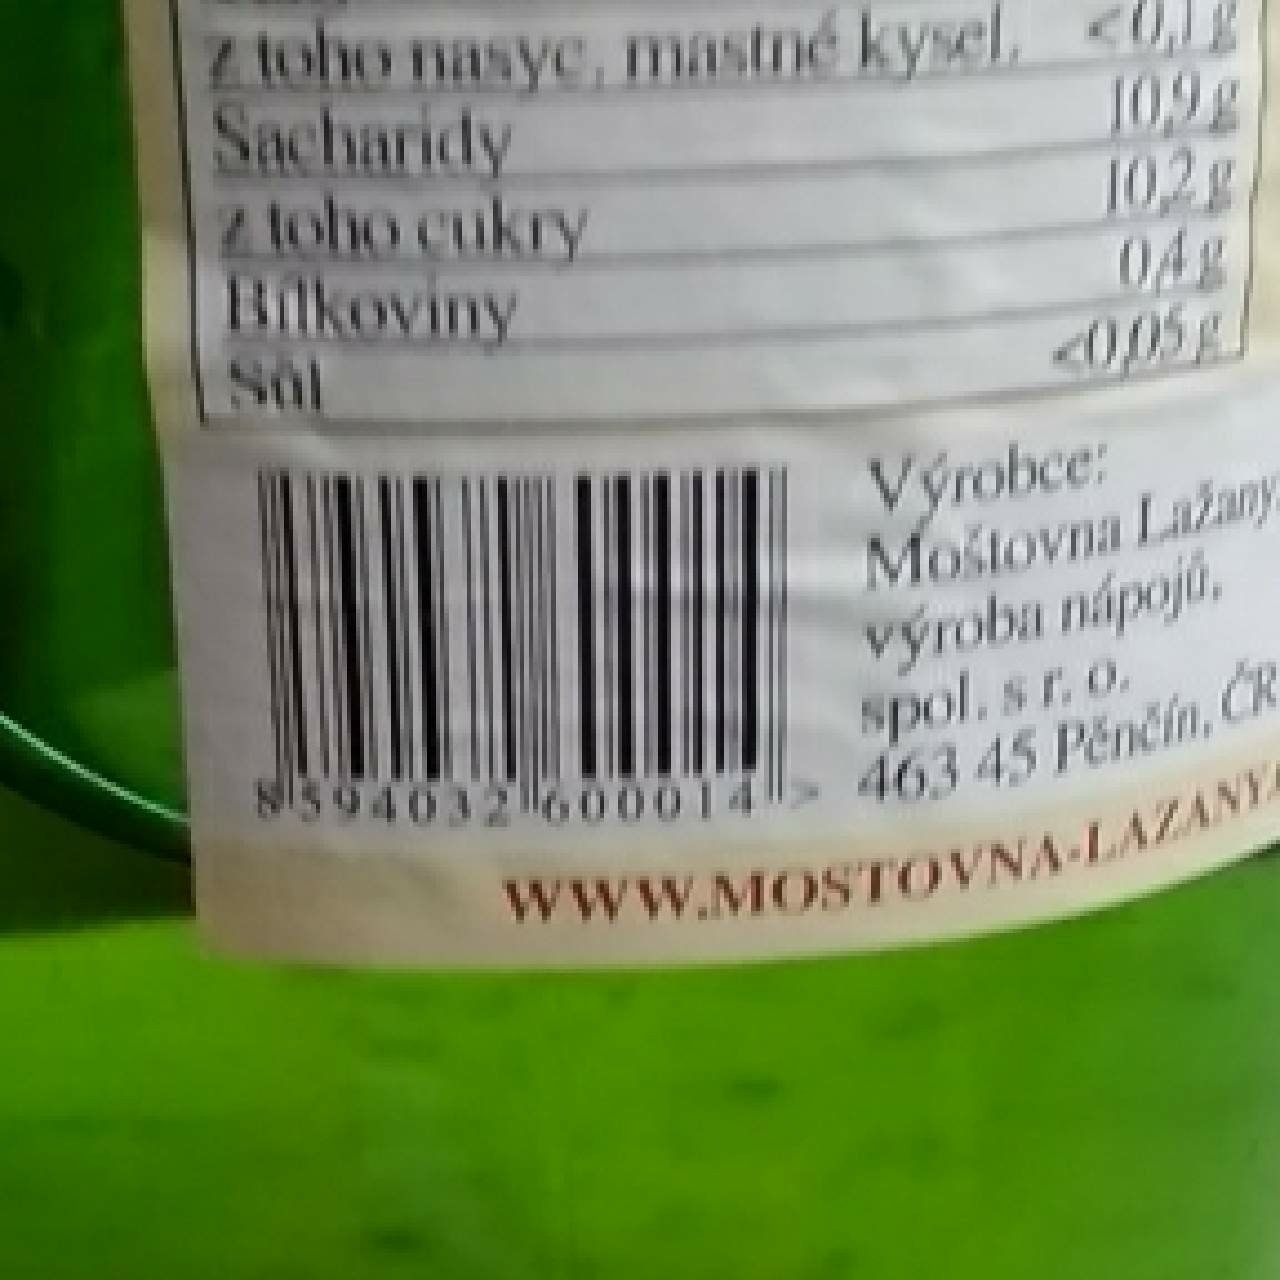 z toho nasyc. mastné kysel. <0,1 g
Sacharidy 10,9 g
z toho cukry 10,2 g
Bílkoviny 0,4 g
Sůl <0,05 g
Výrobce:
Moštovna Lažany,
výroba nápojů,
spol. s r. o.
463 45 Pěnčín, ČR
8594032600014>
WWW.MOSTOVNA-LAZANY